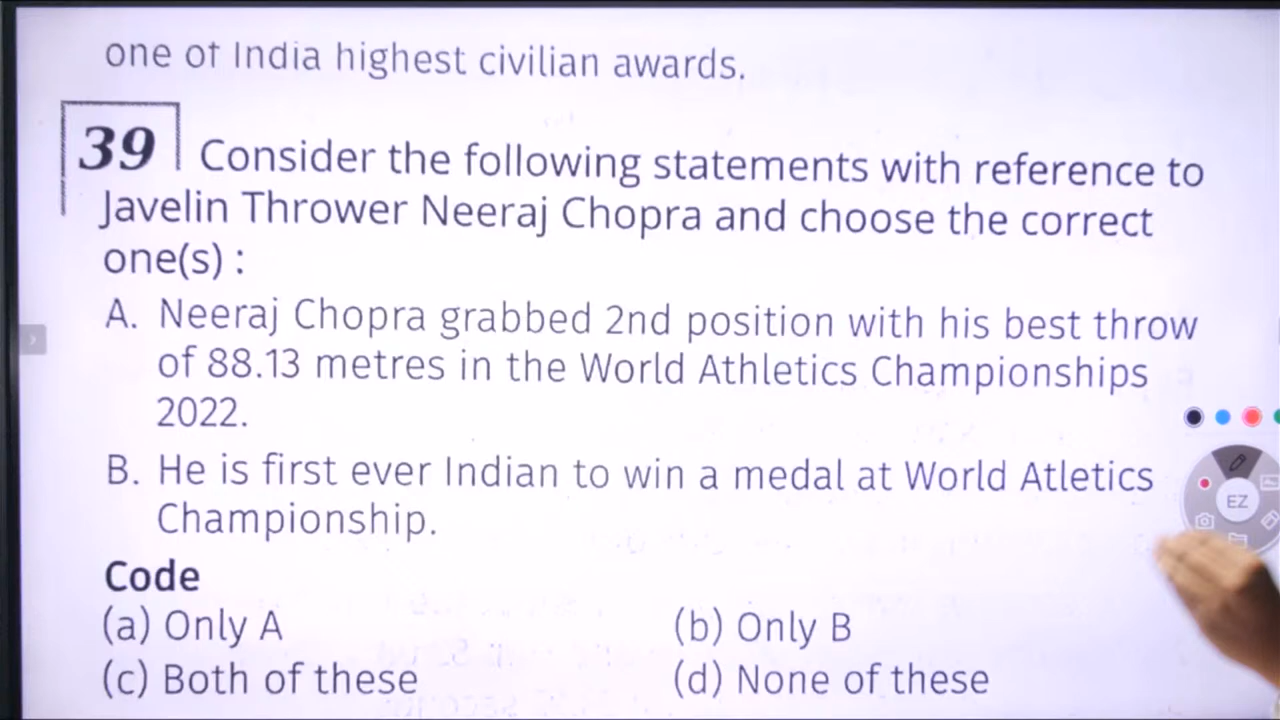 one of India highest civilian awards.
39 Consider the following statements with reference to
Javelin Thrower Neeraj Chopra and choose the correct
one(s) :
A. Neeraj Chopra grabbed 2nd position with his best throw
of 88.13 metres in the World Athletics Championships
2022.
B. He is first ever Indian to win a medal at World Atletics
Championship.
EZ
Code
(a) Only A (b) Only B
(c) Both of these (d) None of these